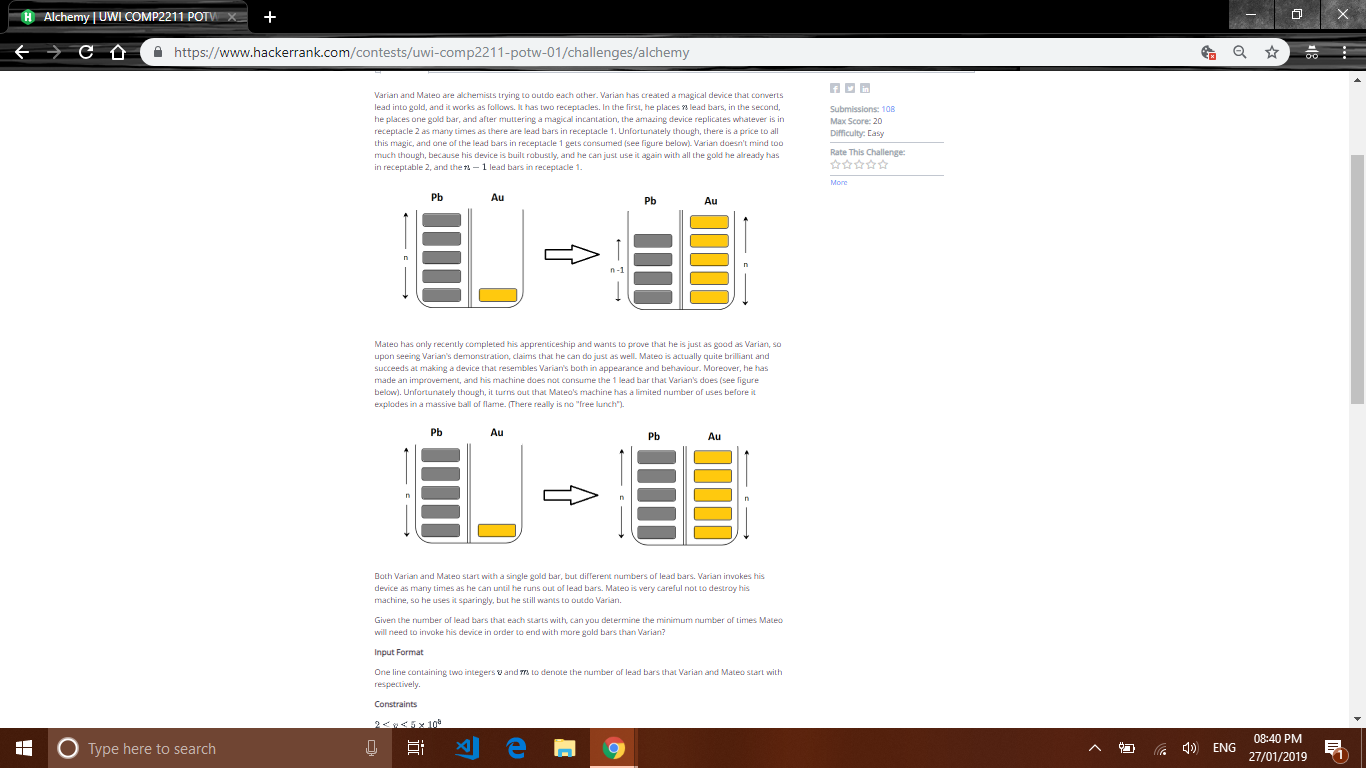 Alchemy | UWI COMP2211 POTW
https://www.hackerrank.com/contests/uwi-comp2211-potw-01/challenges/alchemy
Varian and Mateo are alchemists trying to outdo each other. Varian has created a magical device that converts
lead into gold, and it works as follows. It has two receptacles. In the first, he places n lead bars, in the second,
he places one gold bar, and after muttering a magical incantation, the amazing device replicates whatever is in
receptacle 2 as many times as there are lead bars in receptacle 1. Unfortunately though, there is a price to all
this magic, and one of the lead bars in receptacle 1 gets consumed (see figure below). Varian doesn't mind too
much though, because his device is built robustly, and he can just use it again with all the gold he already has
in receptable 2, and the n − 1 lead bars in receptacle 1.
Pb Au Pb Au
n n -1 n
Mateo has only recently completed his apprenticeship and wants to prove that he is just as good as Varian, so
upon seeing Varian's demonstration, claims that he can do just as well. Mateo is actually quite brilliant and
succeeds at making a device that resembles Varian's both in appearance and behaviour. Moreover, he has
made an improvement, and his machine does not consume the 1 lead bar that Varian's does (see figure
below). Unfortunately though, it turns out that Mateo's machine has a limited number of uses before it
explodes in a massive ball of flame. (There really is no "free lunch").
Pb Au Pb Au
n n n
Both Varian and Mateo start with a single gold bar, but different numbers of lead bars. Varian invokes his
device as many times as he can until he runs out of lead bars. Mateo is very careful not to destroy his
machine, so he uses it sparingly, but he still wants to outdo Varian.
Given the number of lead bars that each starts with, can you determine the minimum number of times Mateo
will need to invoke his device in order to end with more gold bars than Varian?
Input Format
One line containing two integers v and m to denote the number of lead bars that Varian and Mateo start with
respectively.
Constraints
Submissions: 108
Max Score: 20
Difficulty: Easy
Rate This Challenge:
More
Type here to search
ENG
08:40 PM
27/01/2019
1